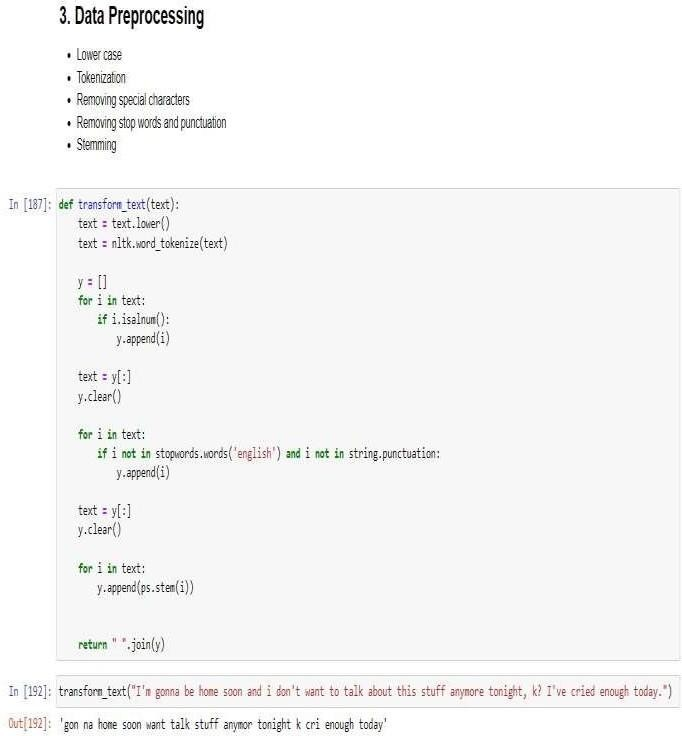 3. Data Preprocessing
• Lower case
• Tokenization
• Removing special characters
• Removing stop words and punctuation
• Stemming
In [187]: def transform_text(text):
text = text.lower()
text = nltk.word_tokenize(text)
y = []
for i in text:
if i.isalnum():
y.append(i)
text = y[:]
y.clear()
for i in text:
if i not in stopwords.words('english') and i not in string.punctuation:
y.append(i)
text = y[:]
y.clear()
for i in text:
y.append(ps.stem(i))
return " ".join(y)
In [192]: transform_text("I'm gonna be home soon and i don't want to talk about this stuff anymore tonight, k? I've cried enough today.")
Out[192]: 'gon na home soon want talk stuff anymor tonight k cri enough today'